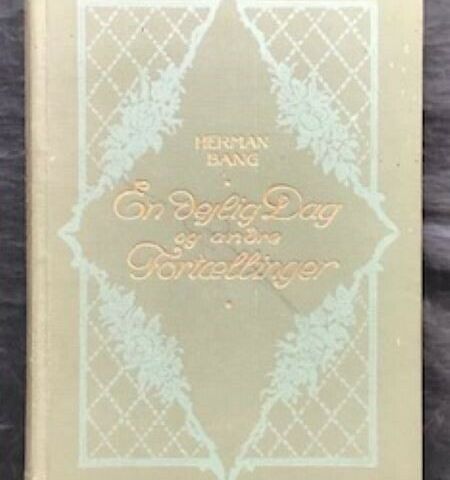 HERMAN
BANG
En dejlig Dag
og andre
Fortællinger